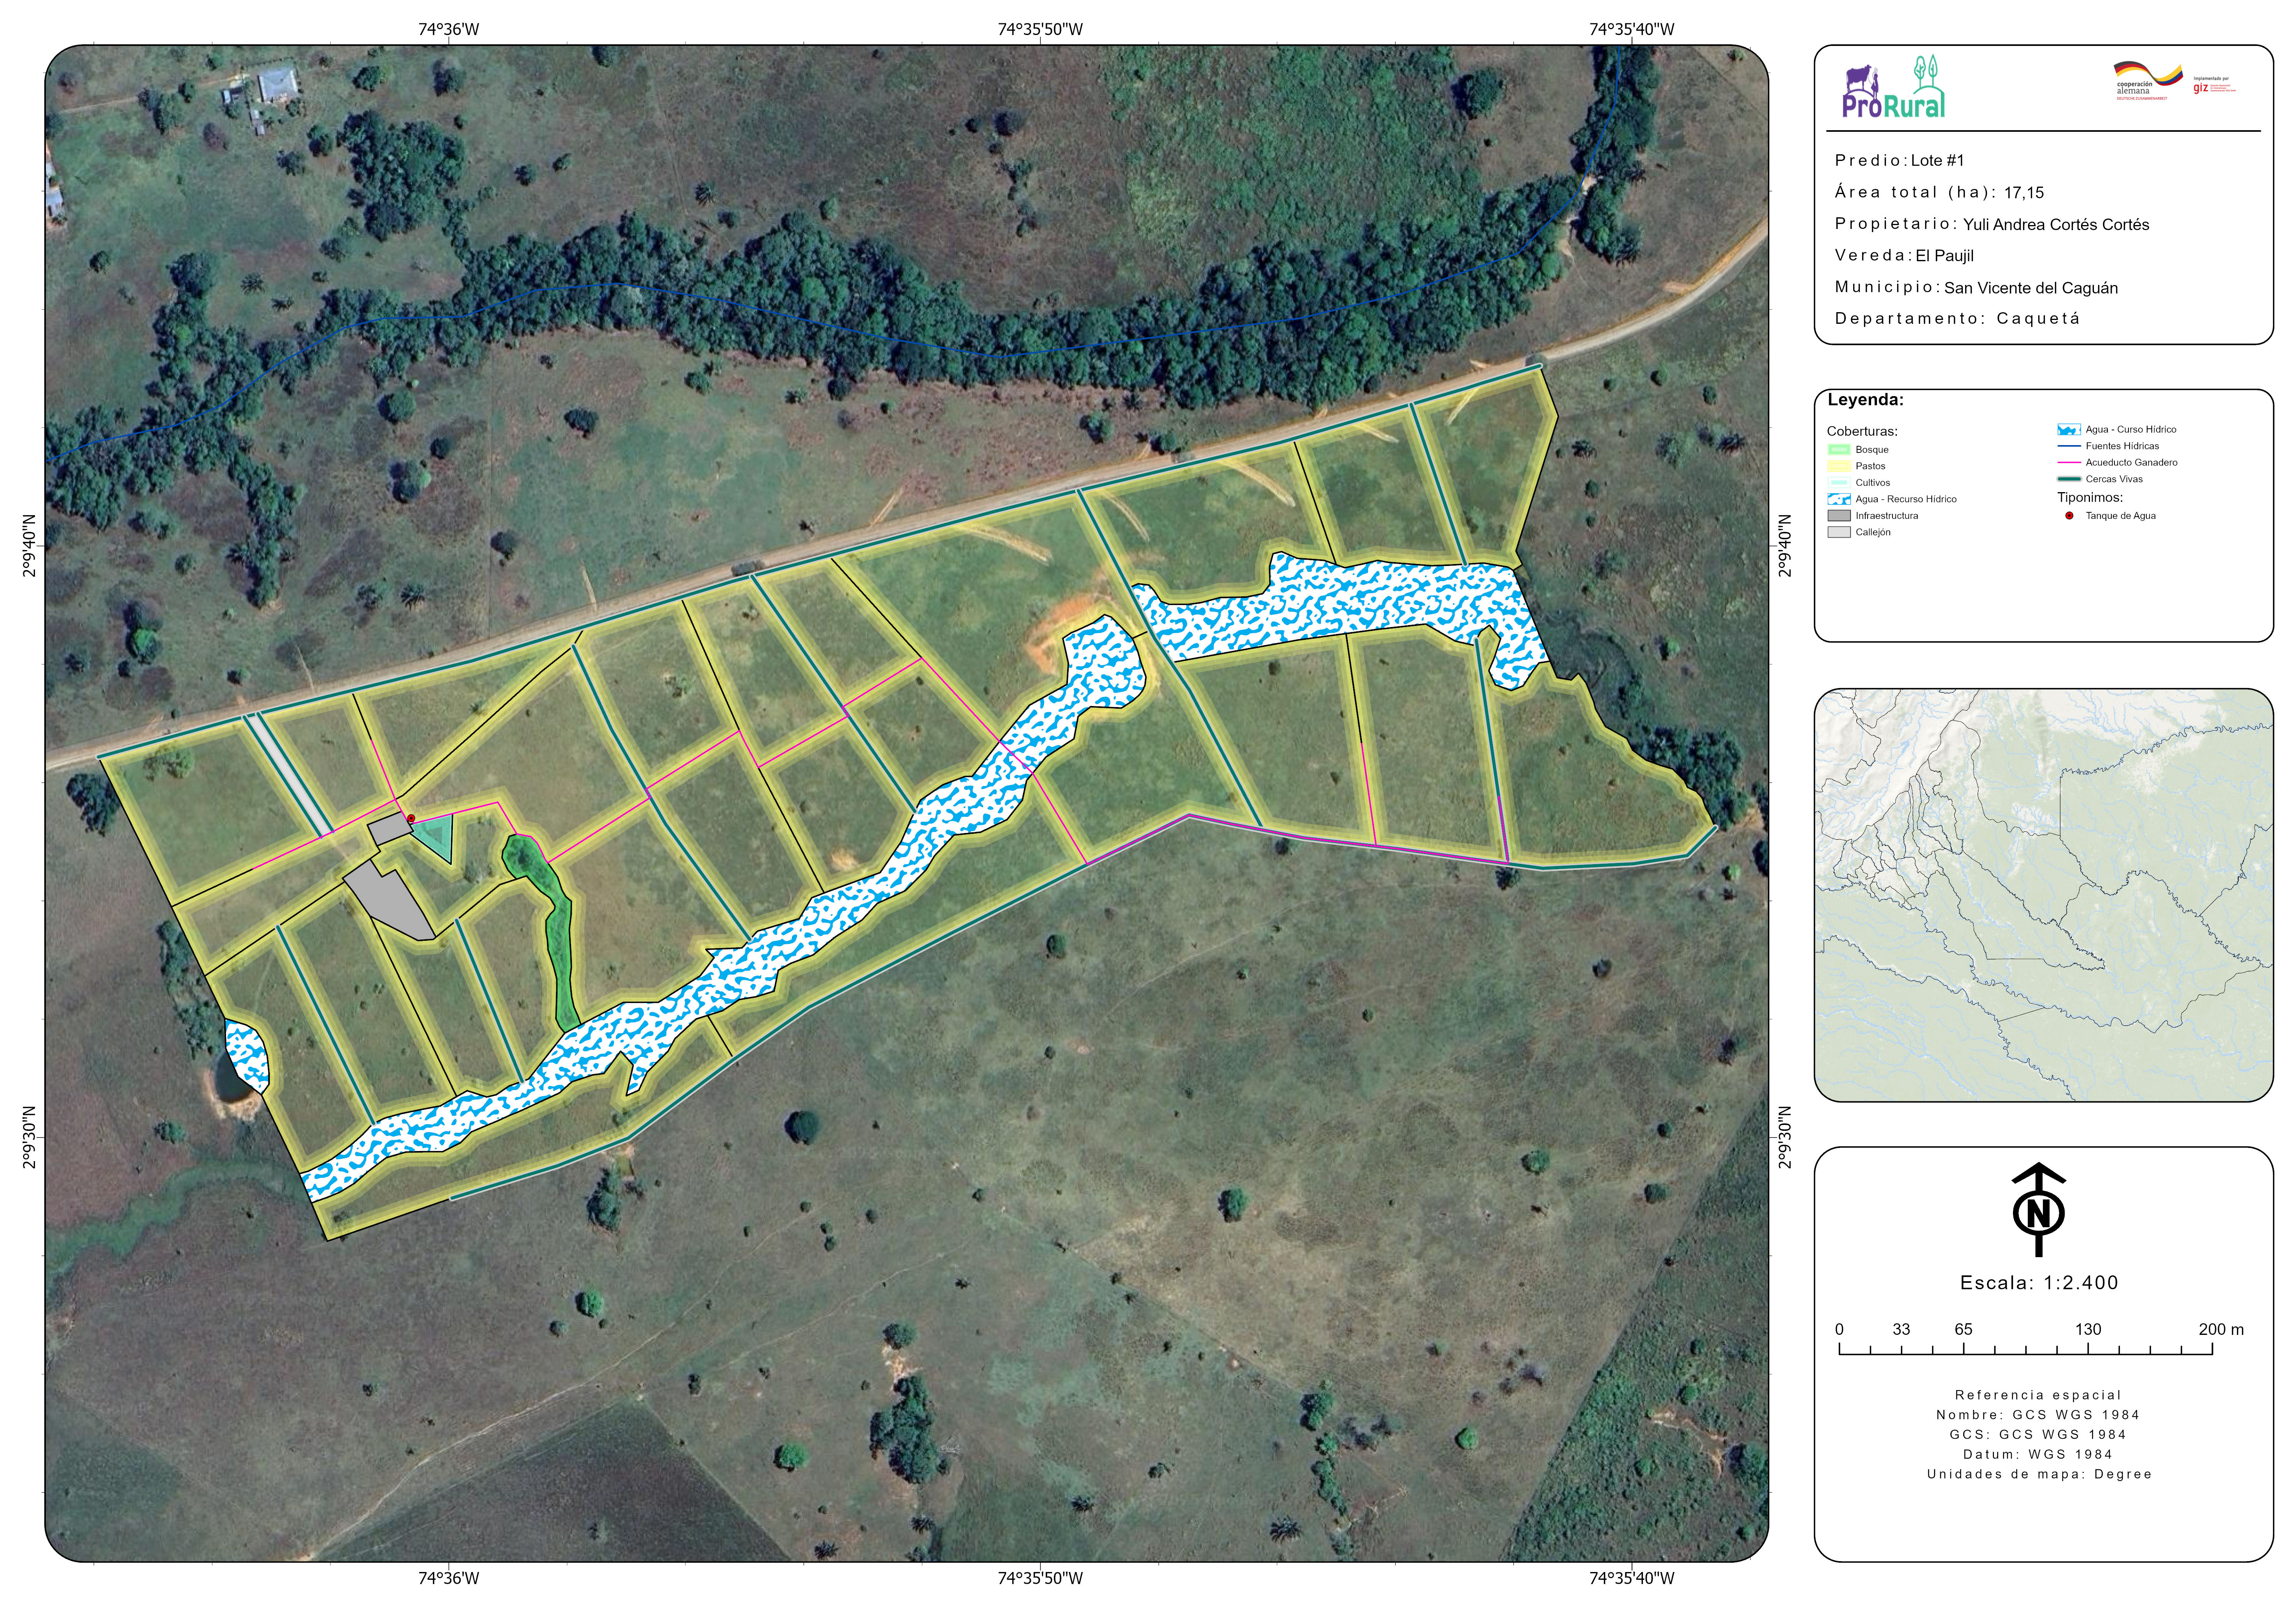 74°36'W
74°35'50"W
74°35'40"W
2°9'40"N
2°9'40"N
2°9'30"N
2°9'30"N
74°36'W
74°35'50"W
74°35'40"W
ProRural
cooperación
alemana
DEUTSCHE ZUSAMMENARBEIT
Implementada por
giz
Predio: Lote #1
Área total (ha): 17,15
Propietario: Yuli Andrea Cortés Cortés
Vereda: El Paujil
Municipio: San Vicente del Caguán
Departamento: Caquetá
Leyenda:
Coberturas:
Bosque
Pastos
Cultivos
Agua - Recurso Hídrico
Infraestructura
Callejón
Agua - Curso Hídrico
Fuentes Hídricas
Acueducto Ganadero
Cercas Vivas
Tiponimos:
Tanque de Agua
N
Escala: 1:2.400
0 33 65 130 200 m
Referencia espacial
Nombre: GCS WGS 1984
GCS: GCS WGS 1984
Datum: WGS 1984
Unidades de mapa: Degree